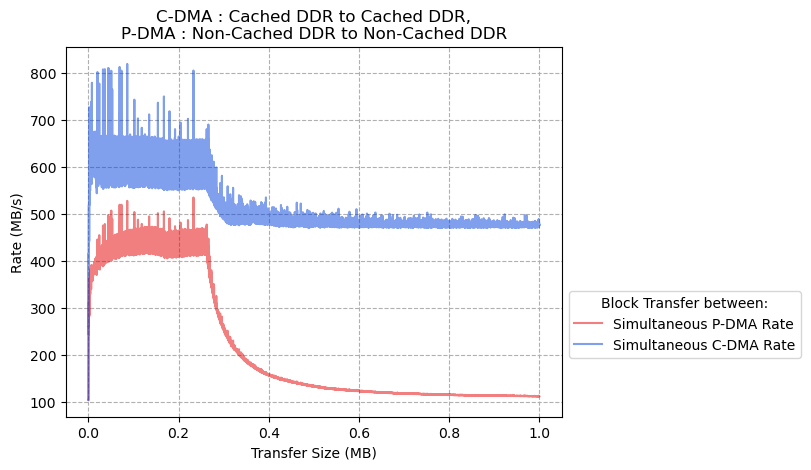 C-DMA : Cached DDR to Cached DDR,
P-DMA : Non-Cached DDR to Non-Cached DDR
800
700
600
500
400
300
200
100
Rate (MB/s)
0.0 0.2 0.4 0.6 0.8 1.0
Transfer Size (MB)
Block Transfer between:
Simultaneous P-DMA Rate
Simultaneous C-DMA Rate